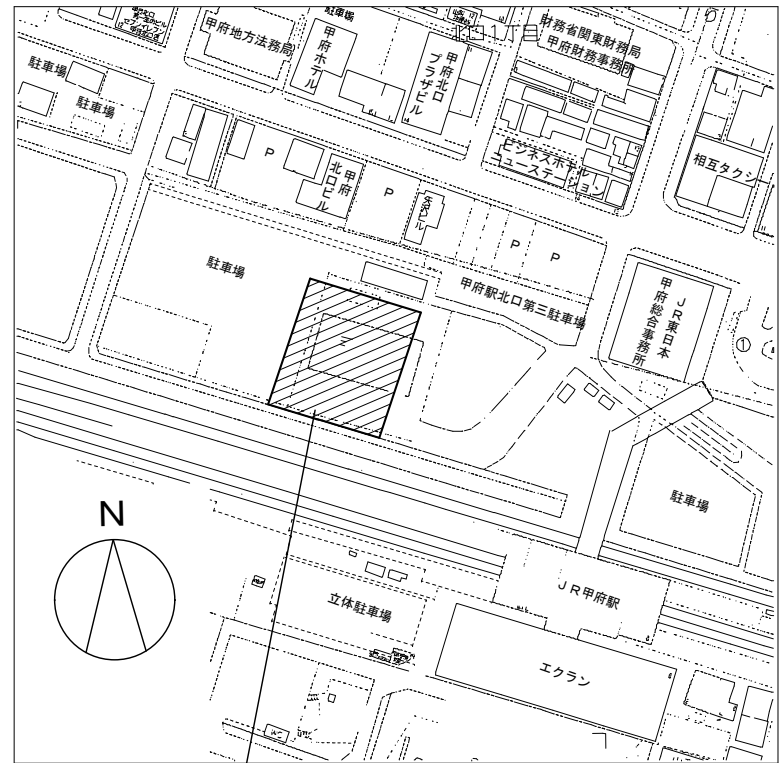 甲府地方法務局
駐車場
甲府ホテル
甲府北口
プラザビル
北口1丁目
財務省関東財務局
甲府財務事務所
駐車場
駐車場
P
甲府
北口ビル
P
ビジネスホテル
ニューステーション
相互タクシー
P
P
駐車場
甲府駅北口第三駐車場
JR東日本
甲府総合事務所
1
駐車場
N
JR甲府駅
立体駐車場
エクラン